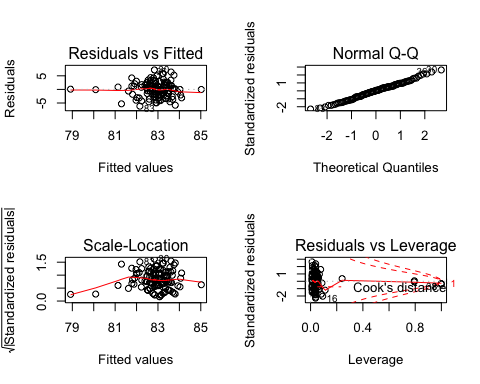 Residuals vs Fitted
Residuals
5
-5
79 81 83 85
Fitted values
Normal Q-Q
Standardized residuals
1
-2
-2 -1 0 1 2
Theoretical Quantiles
Scale-Location
√|Standardized residuals|
1.5
0.0
79 81 83 85
Fitted values
Residuals vs Leverage
Standardized residuals
1
-2
Cook's distance
1
16
0.0 0.4 0.8
Leverage